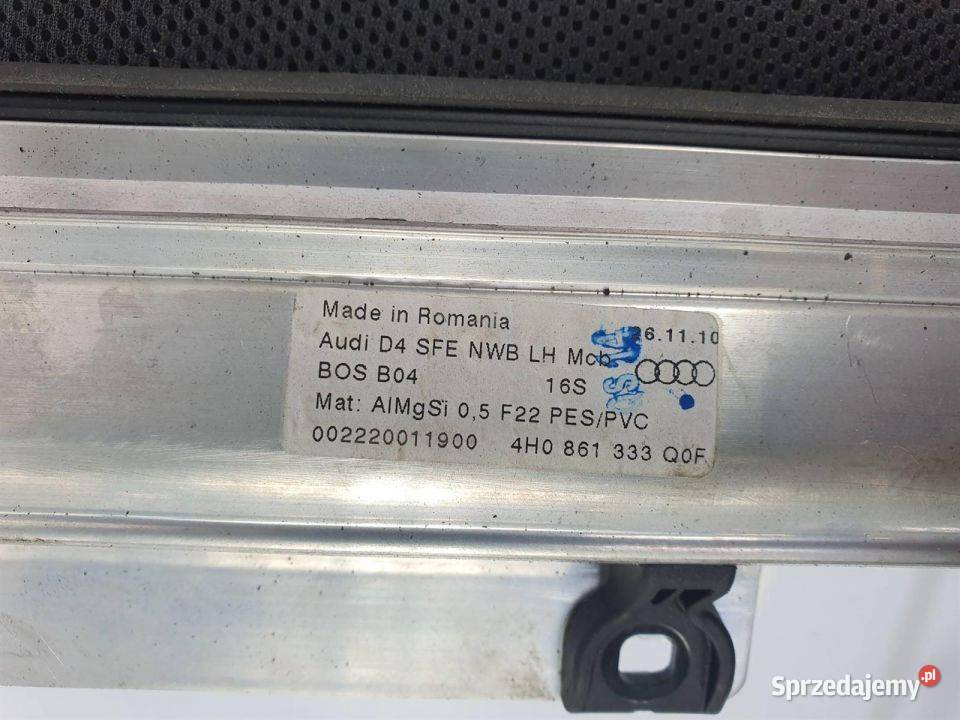 Made in Romania
26.11.10
Audi D4 SFE NWB LH Mcb
BOS B04 16S
Mat: AlMgSi 0,5 F22 PES/PVC
002220011900 4H0 861 333 Q0F
Sprzedajemy.pl